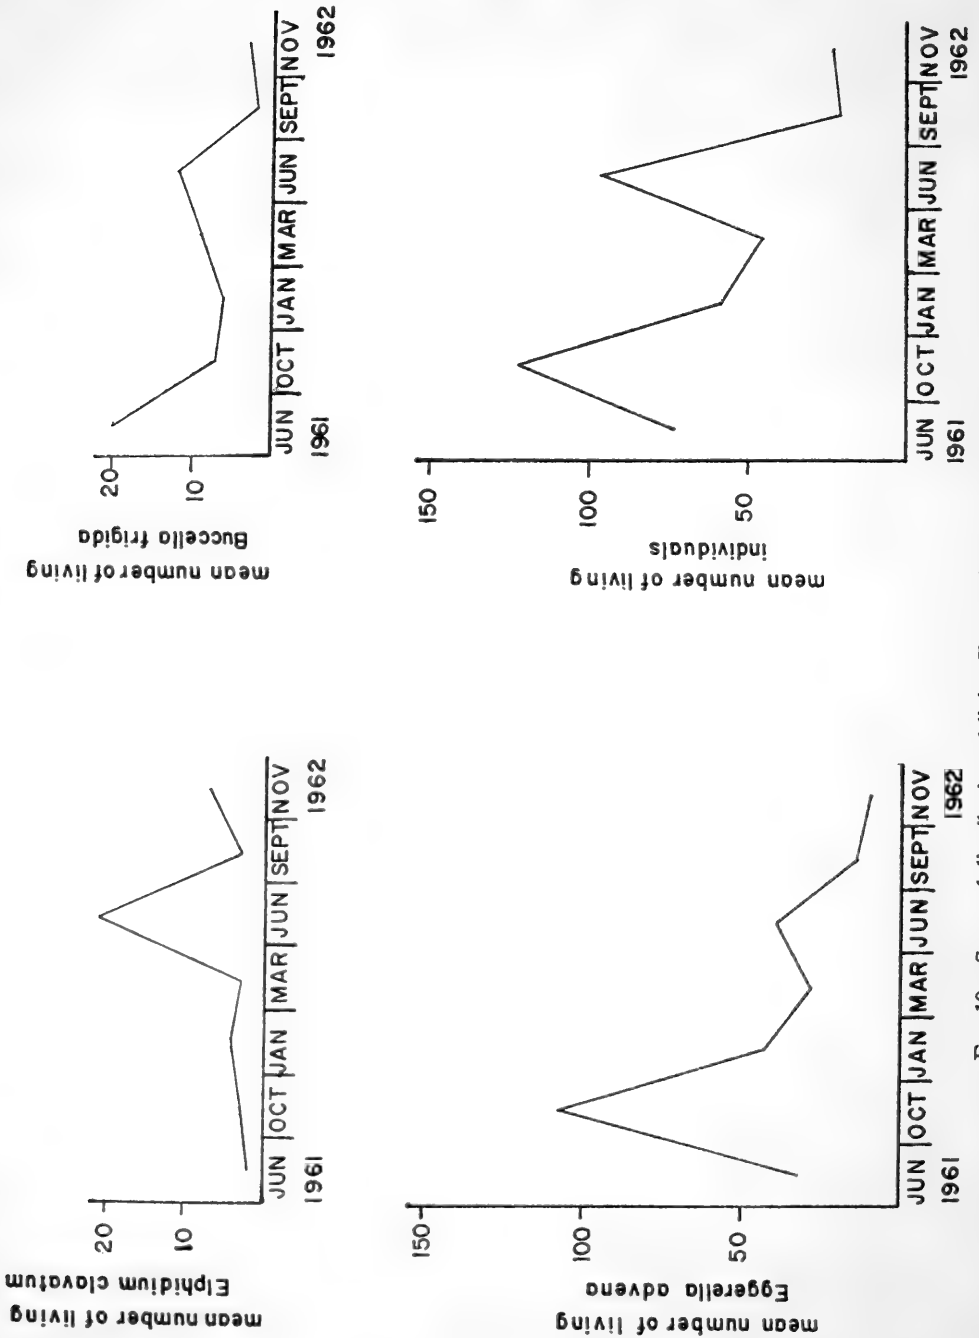 mean number of living
Elphidium clavatum
20
10
JUN OCT JAN MAR JUN SEPT NOV
1961 1962
mean number of living
Buccella frigida
20
10
JUN OCT JAN MAR JUN SEPT NOV
1961 1962
mean number of living
Eggerella advena
150
100
50
JUN OCT JAN MAR JUN SEPT NOV
1961 1962
mean number of living
individuals
150
100
50
JUN OCT JAN MAR JUN SEPT NOV
1961 1962